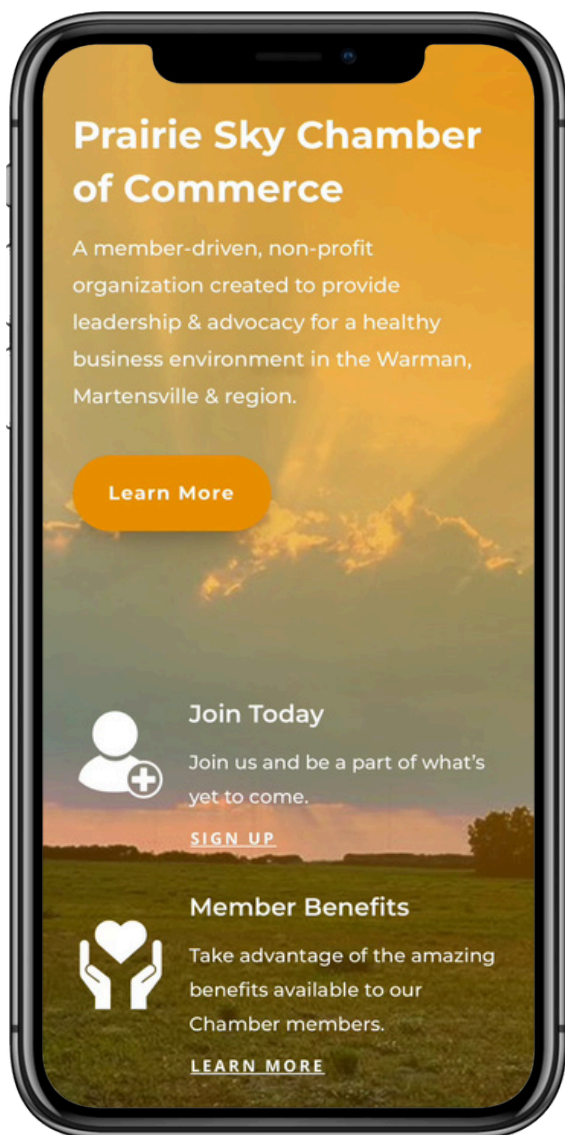 Prairie Sky Chamber
of Commerce
A member-driven, non-profit
organization created to provide
leadership & advocacy for a healthy
business environment in the Warman,
Martensville & region.
Learn More
Join Today
Join us and be a part of what's
yet to come.
SIGN UP
Member Benefits
Take advantage of the amazing
benefits available to our
Chamber members.
LEARN MORE